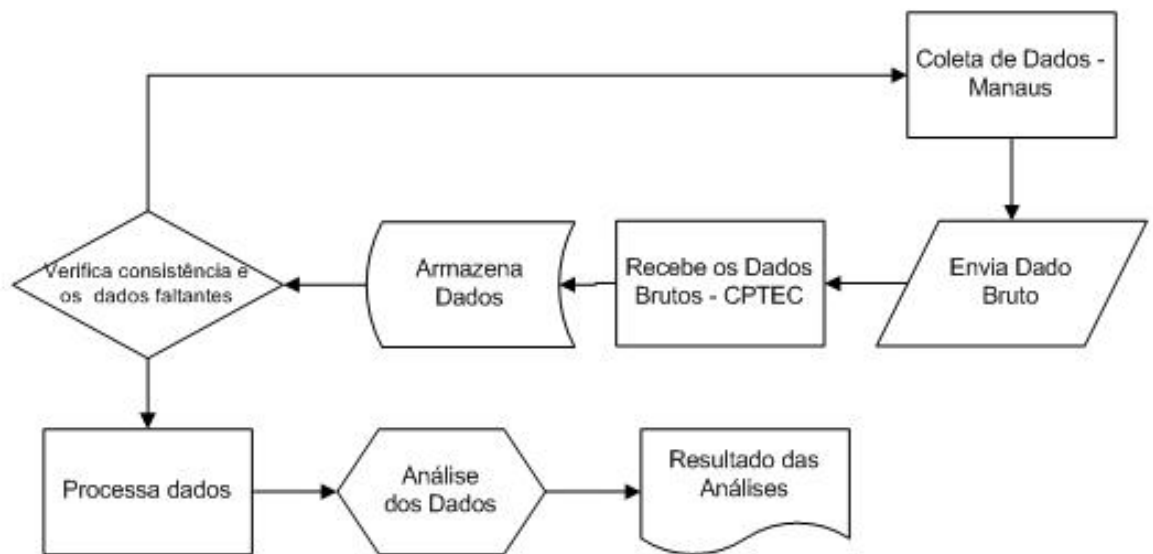 Coleta de Dados -
Manaus
Envia Dado
Bruto
Recebe os Dados
Brutos - CPTEC
Armazena
Dados
Verifica consistência e
os dados faltantes
Processa dados
Análise
dos Dados
Resultado das
Análises